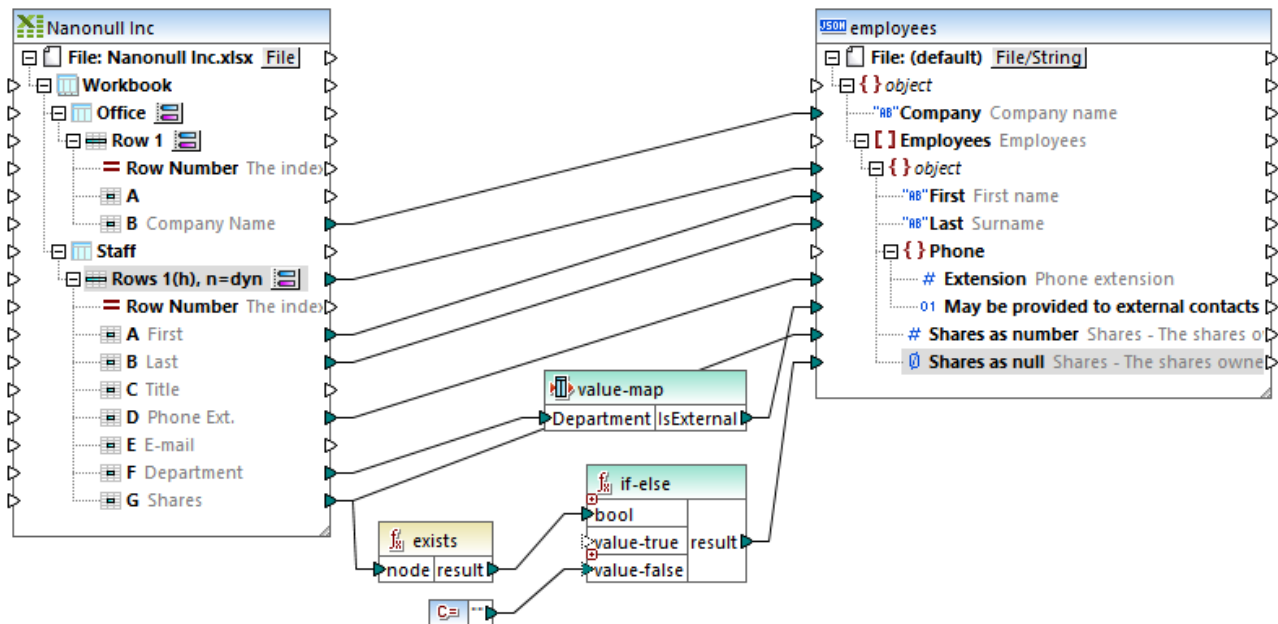 Nanonull Inc
File: Nanonull Inc.xlsx File
Workbook
Office
Row 1
Row Number The index
A
B Company Name
Staff
Rows 1(h), n=dyn
Row Number The index
A First
B Last
C Title
D Phone Ext.
E E-mail
F Department
G Shares
value-map
Department IsExternal
if-else
bool
value-true result
value-false
exists
node result
C= ""
JSON employees
File: (default) File/String
{ } object
"AB" Company Company name
[ ] Employees Employees
{ } object
"AB" First First name
"AB" Last Surname
{ } Phone
# Extension Phone extension
01 May be provided to external contacts
# Shares as number Shares - The shares o
Shares as null Shares - The shares owne